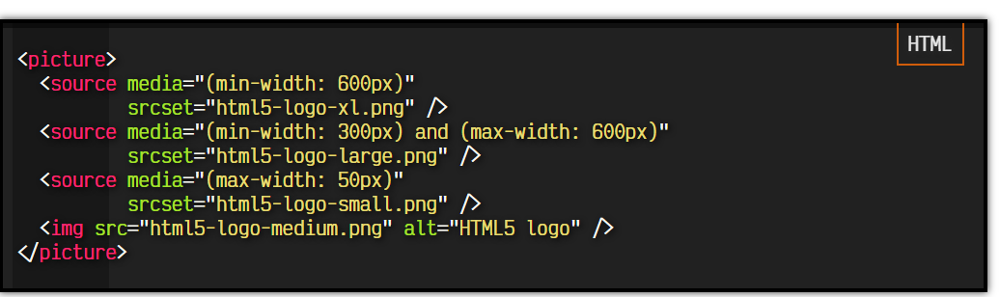 HTML
<picture>
  <source media="(min-width: 600px)"
          srcset="html5-logo-xl.png" />
  <source media="(min-width: 300px) and (max-width: 600px)"
          srcset="html5-logo-large.png" />
  <source media="(max-width: 50px)"
          srcset="html5-logo-small.png" />
  <img src="html5-logo-medium.png" alt="HTML5 logo" />
</picture>